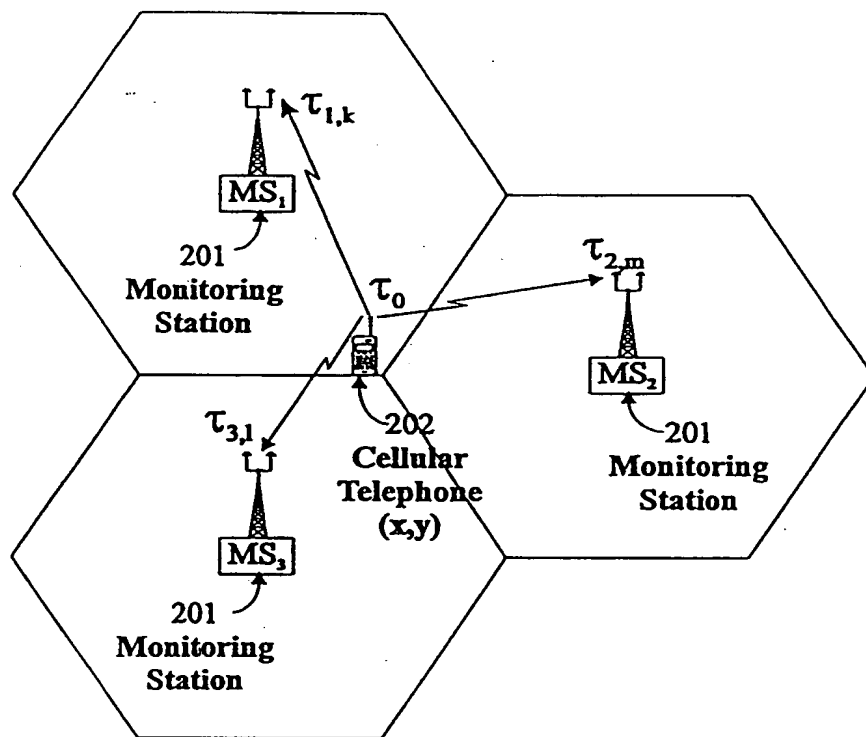 τ₁,ₖ
MS₁
201
Monitoring
Station
τ₀
τ₂,ₘ
MS₂
201
Monitoring
Station
202
Cellular
Telephone
(x,y)
τ₃,ₗ
MS₃
201
Monitoring
Station